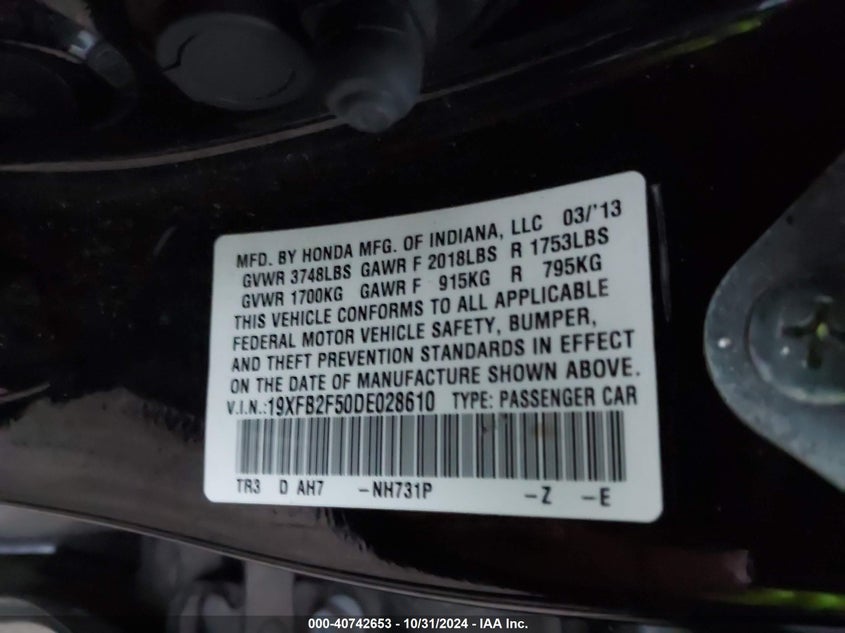 MFD. BY HONDA MFG. OF INDIANA, LLC 03/'13
GVWR 3748LBS GAWR F 2018LBS R 1753LBS
GVWR 1700KG GAWR F 915KG R 795KG
THIS VEHICLE CONFORMS TO ALL APPLICABLE
FEDERAL MOTOR VEHICLE SAFETY, BUMPER,
AND THEFT PREVENTION STANDARDS IN EFFECT
ON THE DATE OF MANUFACTURE SHOWN ABOVE.
V.I.N.:19XFB2F50DE028610 TYPE: PASSENGER CAR
TR3 D AH7 -NH731P -Z -E
000-40742653 - 10/31/2024 - IAA Inc.